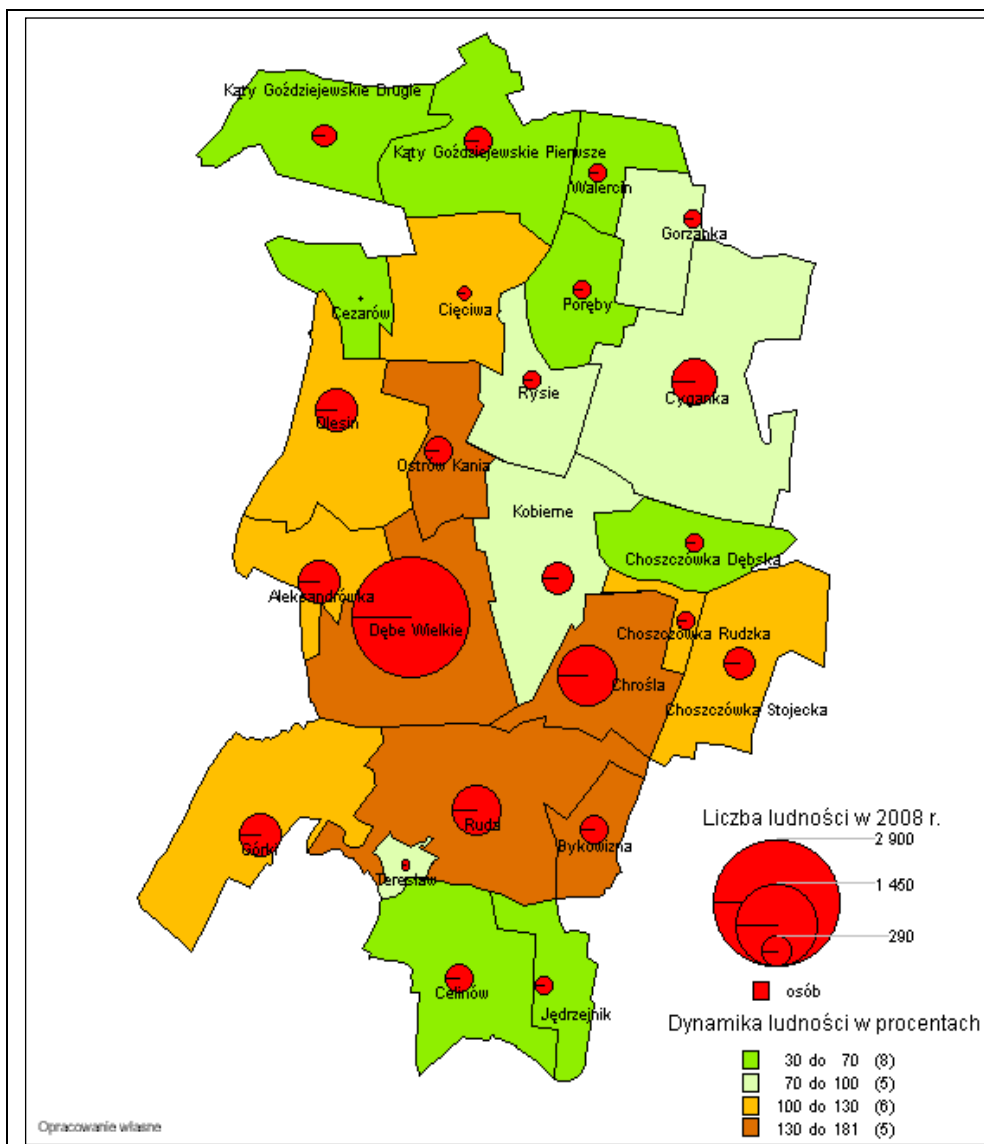 Kąty Goździejewskie Drugie
Kąty Goździejewskie Pierwsze
Walercin
Gorzanka
Cezarów
Cięciwa
Poręby
Rysie
Cyganka
Olesin
Ostrów Kania
Kobierne
Choszczówka Dębska
Aleksandrówka
Dębe Wielkie
Choszczówka Rudzka
Chrośla
Choszczówka Stojecka
Ruda
Górki
Bykowizna
Teresław
Celinów
Jędrzejnik
Liczba ludności w 2008 r.
2 900
1 450
290
osób
Dynamika ludności w procentach
30 do 70 (8)
70 do 100 (5)
100 do 130 (6)
130 do 181 (5)
Opracowanie własne